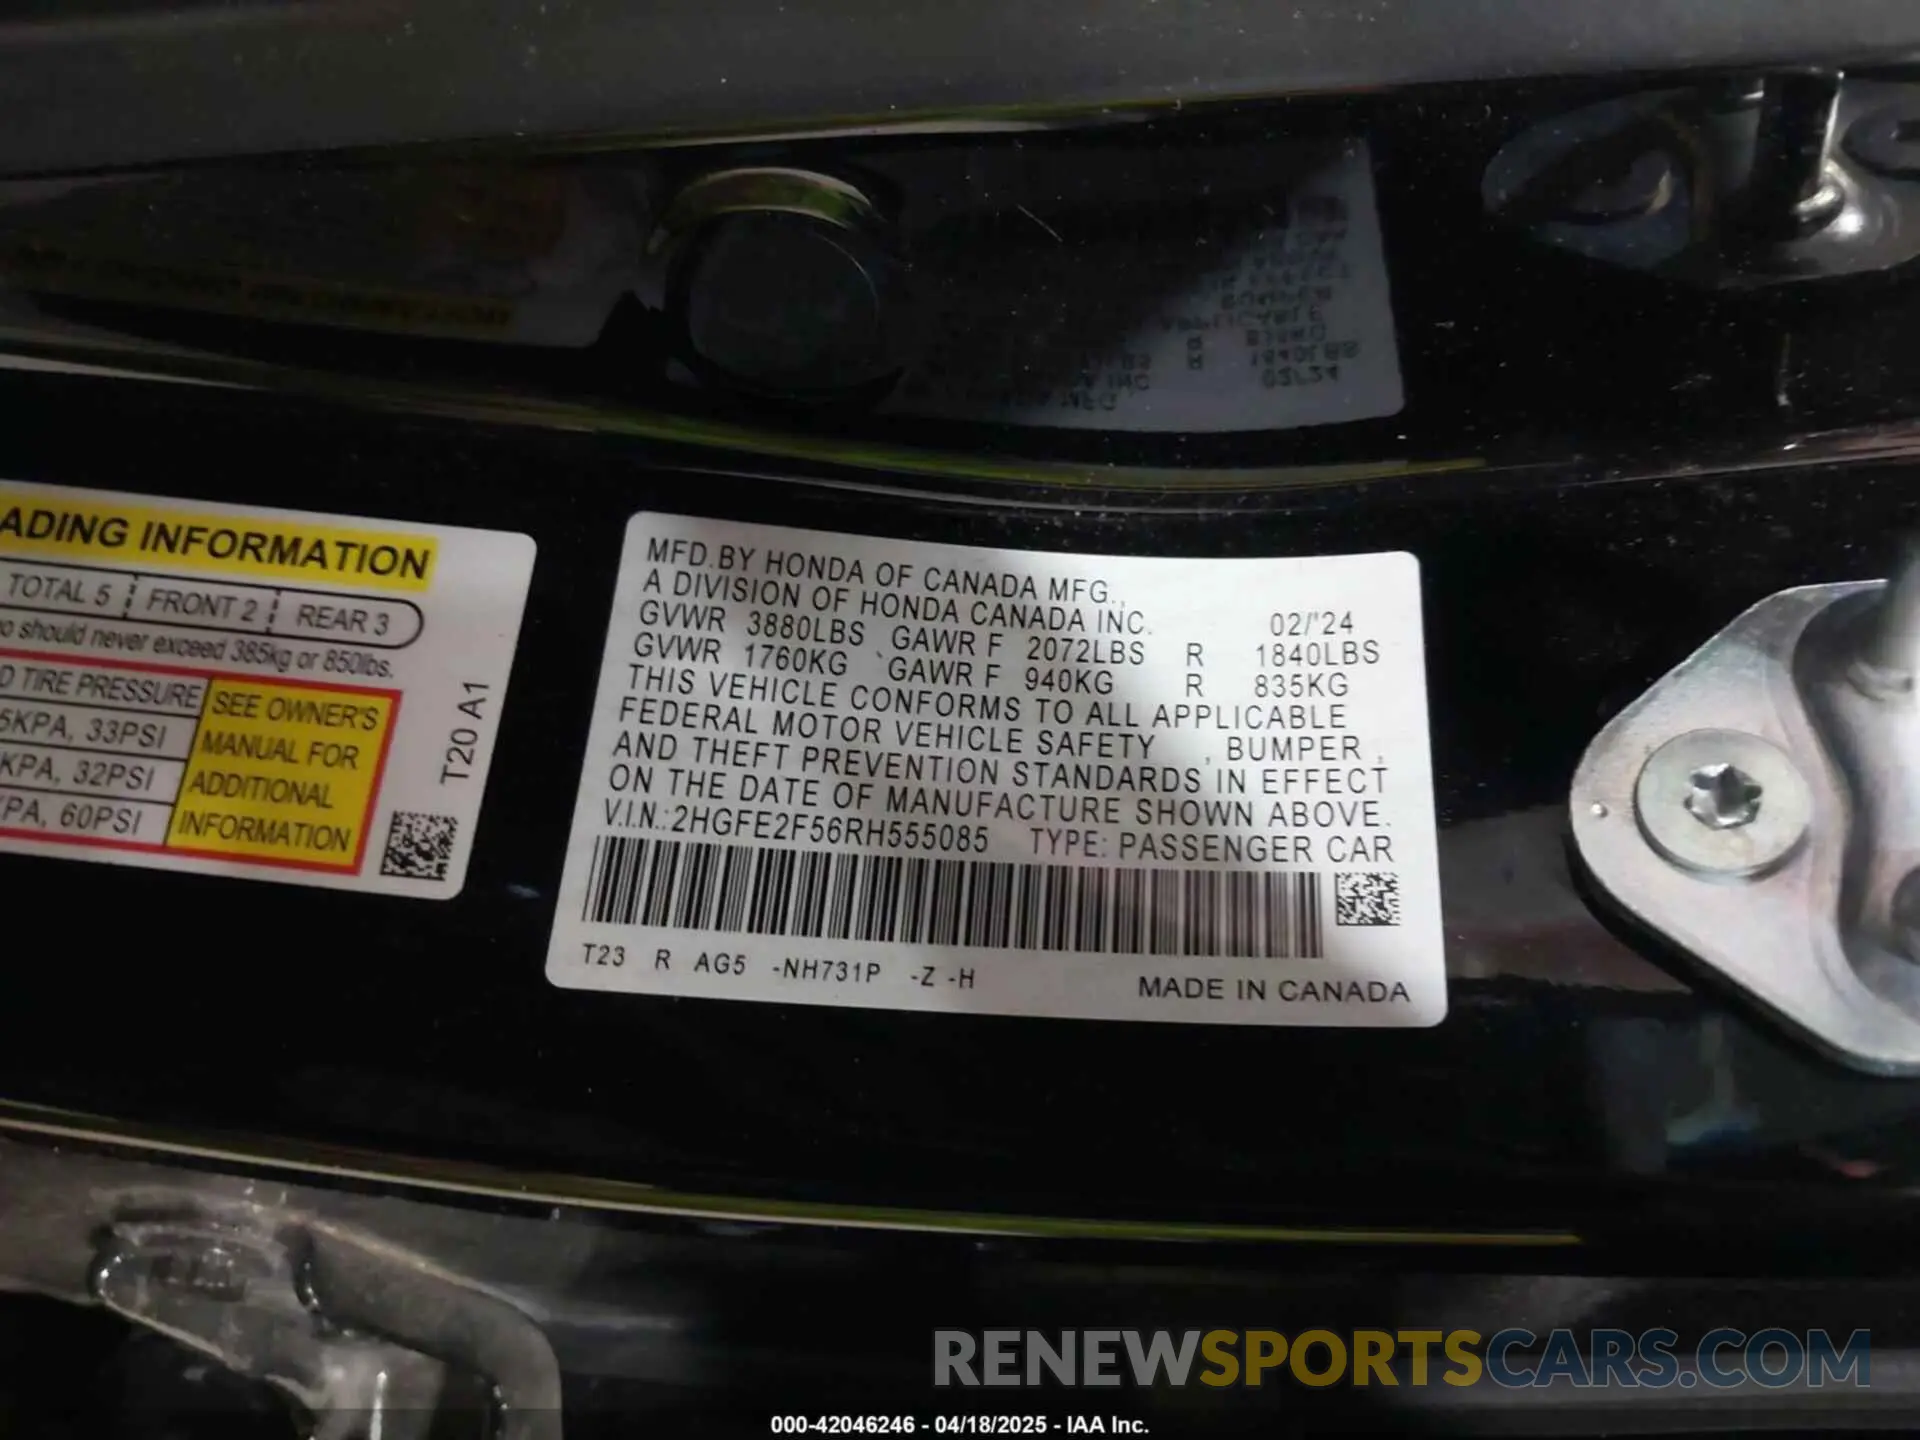 ADING INFORMATION
TOTAL 5 FRONT 2 REAR 3
should never exceed 385kg or 850lbs.
TIRE PRESSURE
5KPA, 33PSI
KPA, 32PSI
KPA, 60PSI
SEE OWNER'S
MANUAL FOR
ADDITIONAL
INFORMATION
T20 A1
MFD.BY HONDA OF CANADA MFG.,
A DIVISION OF HONDA CANADA INC. 02/'24
GVWR 3880LBS GAWR F 2072LBS R 1840LBS
GVWR 1760KG GAWR F 940KG R 835KG
THIS VEHICLE CONFORMS TO ALL APPLICABLE
FEDERAL MOTOR VEHICLE SAFETY , BUMPER ,
AND THEFT PREVENTION STANDARDS IN EFFECT
ON THE DATE OF MANUFACTURE SHOWN ABOVE.
V.I.N.:2HGFE2F56RH555085 TYPE: PASSENGER CAR
T23 R AG5 -NH731P -Z -H
MADE IN CANADA
RENEWSPORTSCARS.COM
000-42046246 - 04/18/2025 - IAA Inc.